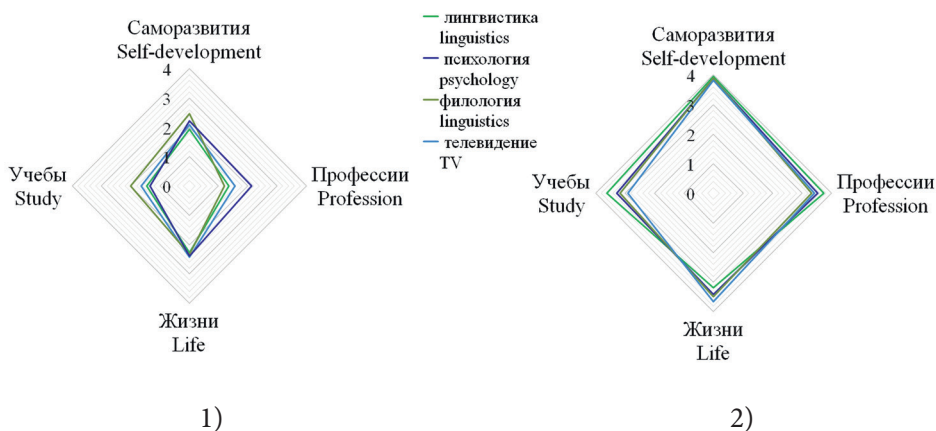 Саморазвития
Self-development
4
3
2
1
0
Учебы
Study
Профессии
Profession
Жизни
Life
1)
лингвистика
linguistics
психология
psychology
филология
linguistics
телевидение
TV
Саморазвития
Self-development
4
3
2
1
0
Учебы
Study
Профессии
Profession
Жизни
Life
2)